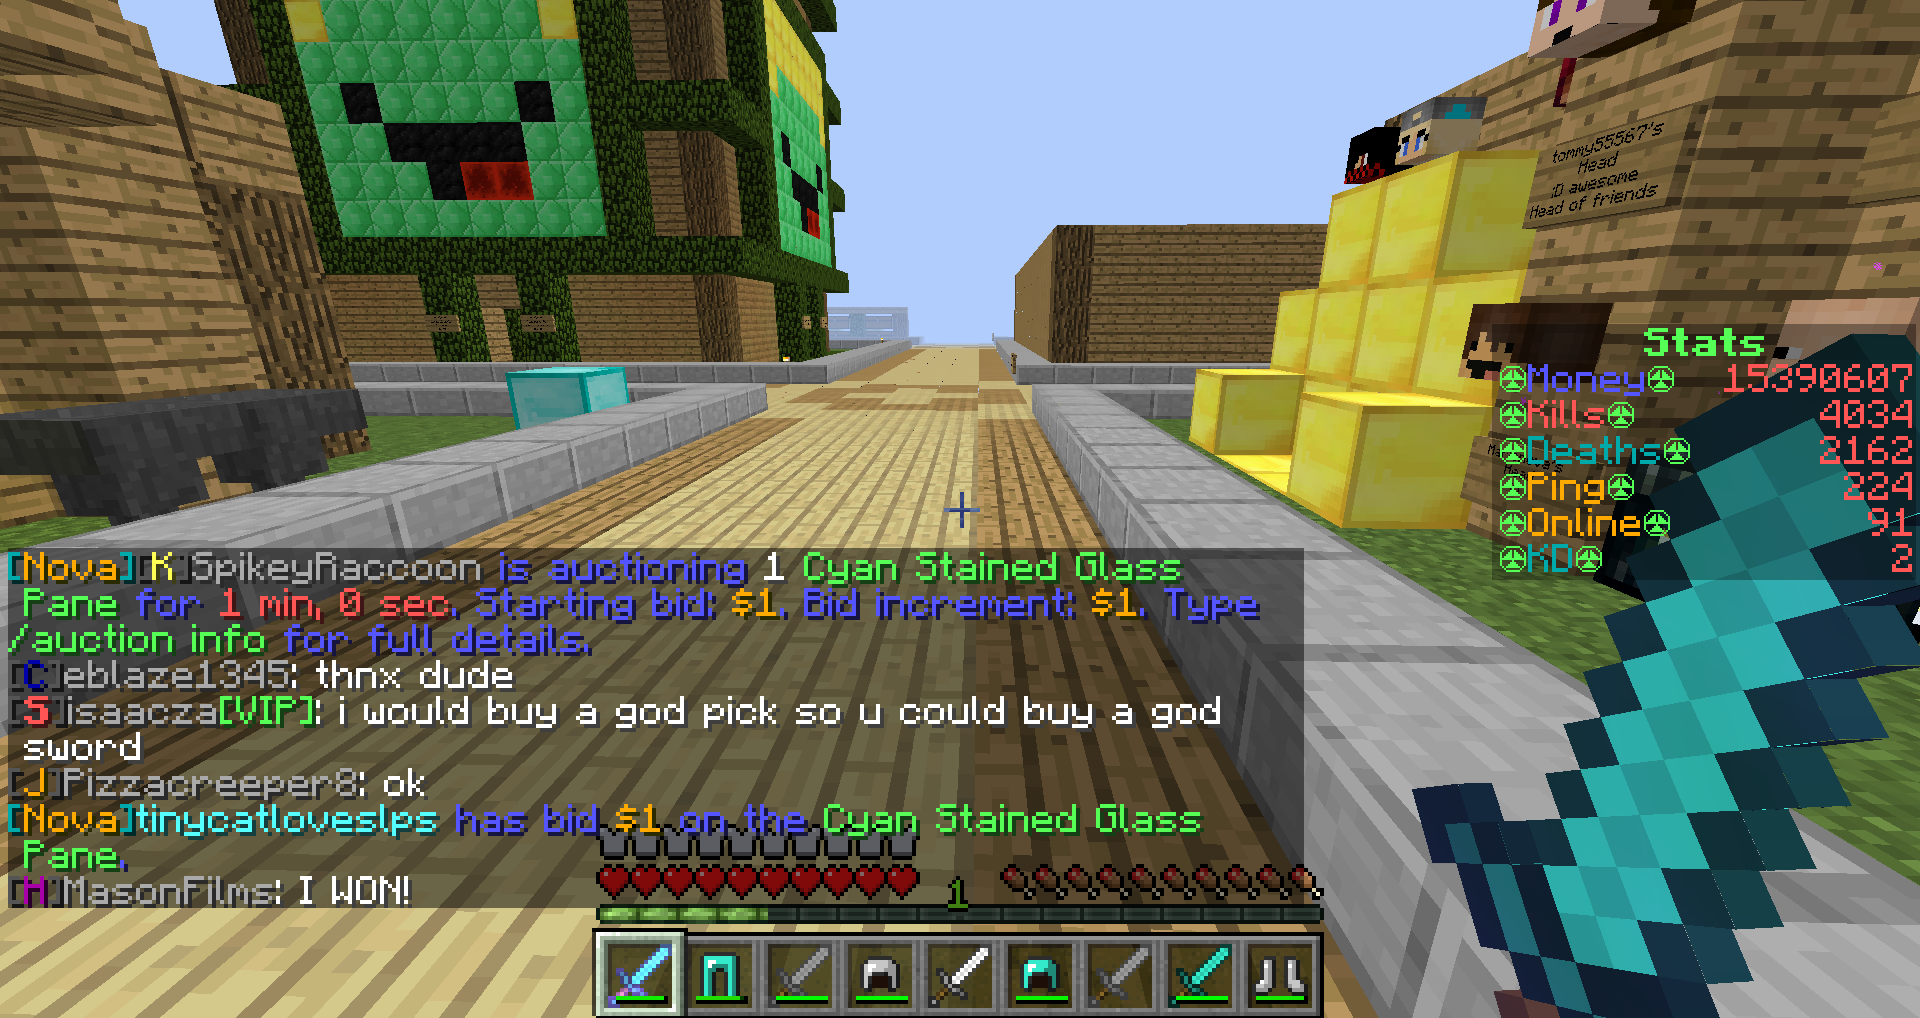 tommy55567's
Head
:D awesome
Head of friends
Stats
Money 15390607
Kills 4034
Deaths 2162
Ping 224
Online 91
KD 2
[Nova] [K]SpikeyRaccoon is auctioning 1 Cyan Stained Glass
Pane for 1 min, 0 sec. Starting bid: $1. Bid increment: $1. Type
/auction info for full details.
[C]eblaze1345: thnx dude
[S]isaacza[VIP]: i would buy a god pick so u could buy a god
sword
[J]Pizzacreeper8: ok
[Nova]tinycatloveslps has bid $1 on the Cyan Stained Glass
Pane.
[H]MasonFilms: I WON!
1